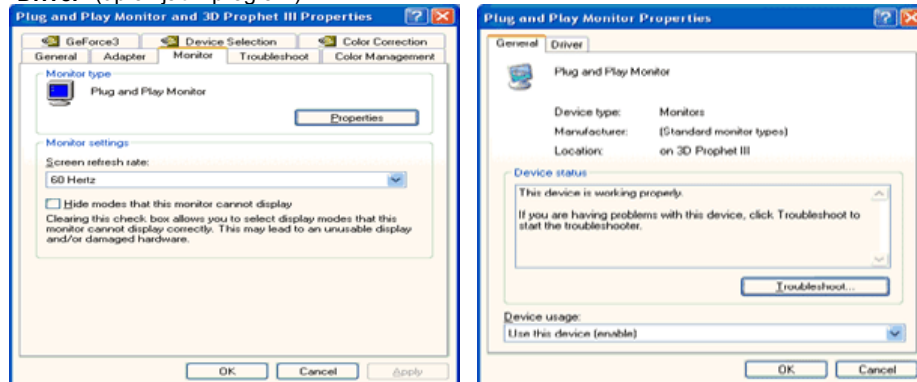 Plug and Play Monitor and 3D Prophet III Properties
GeForce3 Device Selection Color Correction
General Adapter Monitor Troubleshoot Color Management
Monitor type
Plug and Play Monitor
Properties
Monitor settings
Screen refresh rate:
60 Hertz
Hide modes that this monitor cannot display
Clearing this check box allows you to select display modes that this
monitor cannot display correctly. This may lead to an unusable display
and/or damaged hardware.
OK Cancel Apply
Plug and Play Monitor Properties
General Driver
Plug and Play Monitor
Device type: Monitors
Manufacturer: (Standard monitor types)
Location: on 3D Prophet III
Device status
This device is working properly.
If you are having problems with this device, click Troubleshoot to
start the troubleshooter.
Troubleshoot...
Device usage:
Use this device (enable)
OK Cancel